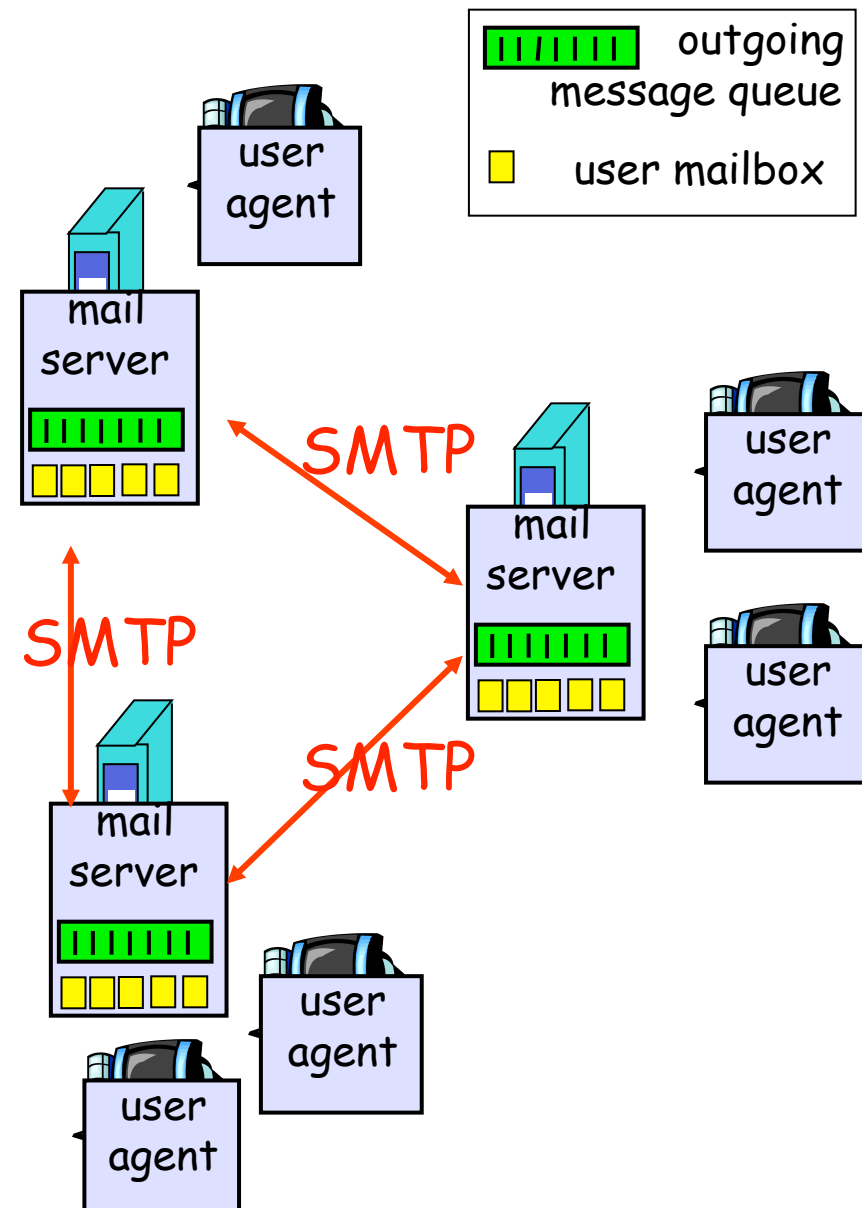 outgoing
message queue
user mailbox
user
agent
mail
server
SMTP
user
agent
mail
server
SMTP
user
agent
SMTP
mail
server
user
agent
user
agent